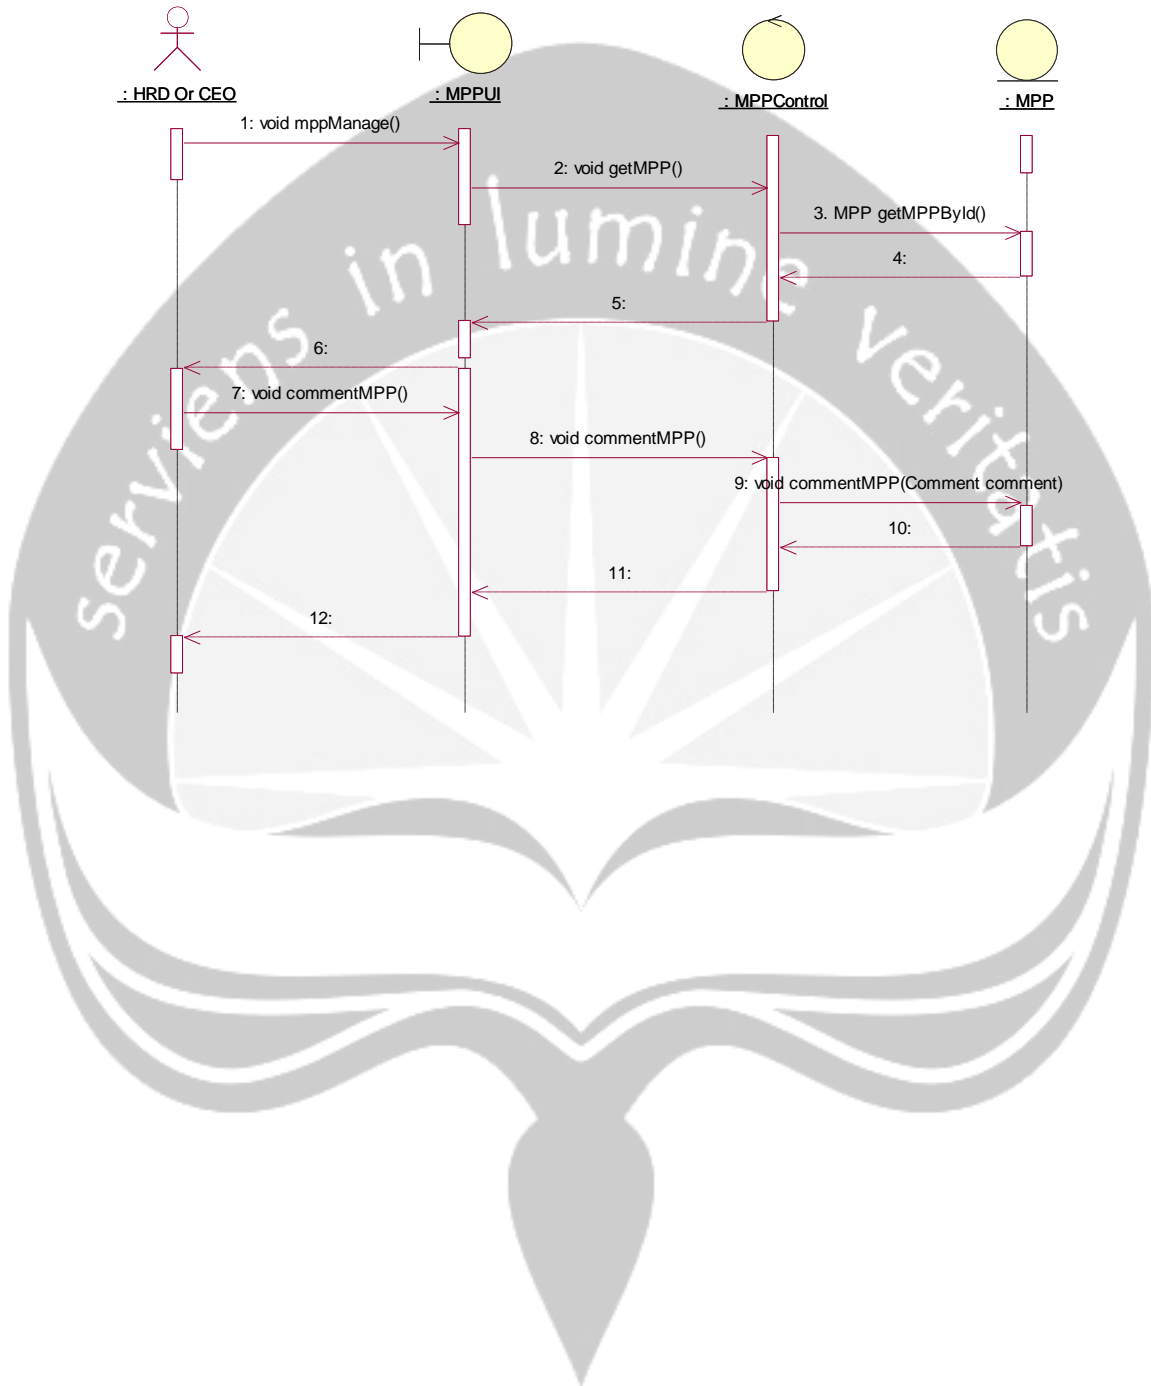 : HRD Or CEO
: MPPUI
: MPPControl
: MPP
1: void mppManage()
2: void getMPP()
3. MPP getMPPById()
4:
5:
6:
7: void commentMPP()
8: void commentMPP()
9: void commentMPP(Comment comment)
10:
11:
12:
serviens in lumine veritatis